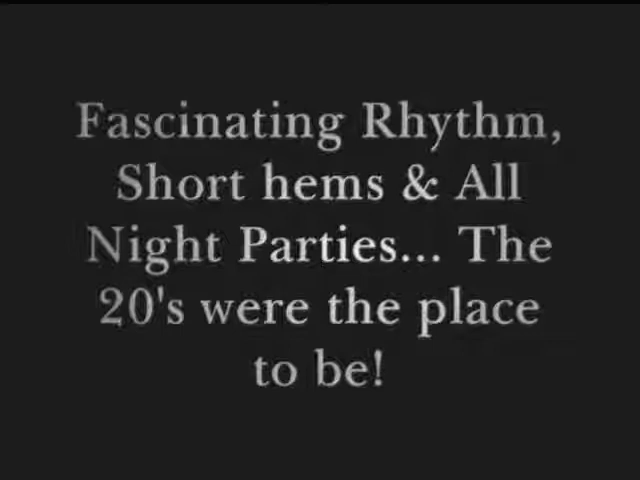 Fascinating Rhythm,
Short hems & All
Night Parties... The
20's were the place
to be!